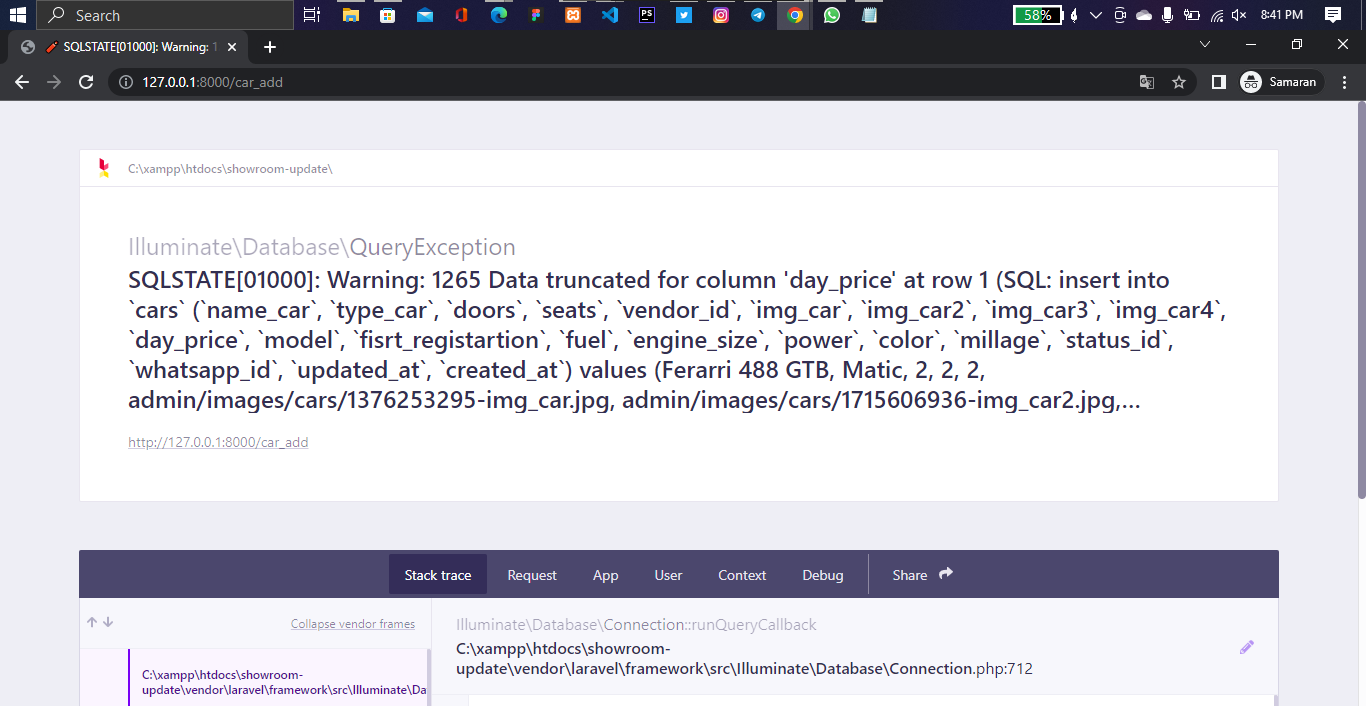 Search
58%
8:41 PM
SQLSTATE[01000]: Warning: 1
127.0.0.1:8000/car_add
Samaran
C:\xampp\htdocs\showroom-update\
Illuminate\Database\QueryException
SQLSTATE[01000]: Warning: 1265 Data truncated for column 'day_price' at row 1 (SQL: insert into
`cars` (`name_car`, `type_car`, `doors`, `seats`, `vendor_id`, `img_car`, `img_car2`, `img_car3`, `img_car4`,
`day_price`, `model`, `fisrt_registartion`, `fuel`, `engine_size`, `power`, `color`, `millage`, `status_id`,
`whatsapp_id`, `updated_at`, `created_at`) values (Ferarri 488 GTB, Matic, 2, 2, 2,
admin/images/cars/1376253295-img_car.jpg, admin/images/cars/1715606936-img_car2.jpg,...
http://127.0.0.1:8000/car_add
Stack trace Request App User Context Debug Share
Collapse vendor frames
C:\xampp\htdocs\showroom-
update\vendor\laravel\framework\src\Illuminate\Da
Illuminate\Database\Connection::runQueryCallback
C:\xampp\htdocs\showroom-
update\vendor\laravel\framework\src\Illuminate\Database\Connection.php:712